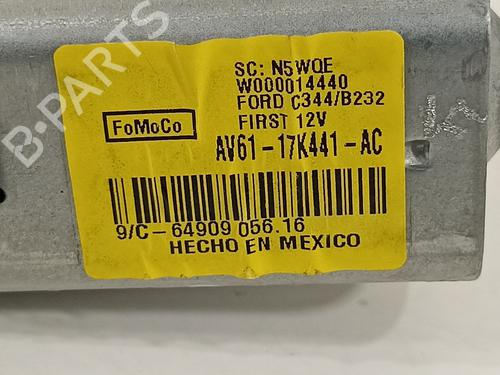 SC: N5WQE
W000014440
FORD C344/B232
FIRST 12V
FoMoCo
AV61-17K441-AC
9/C-64909 056.16
HECHO EN MEXICO
B-PARTS